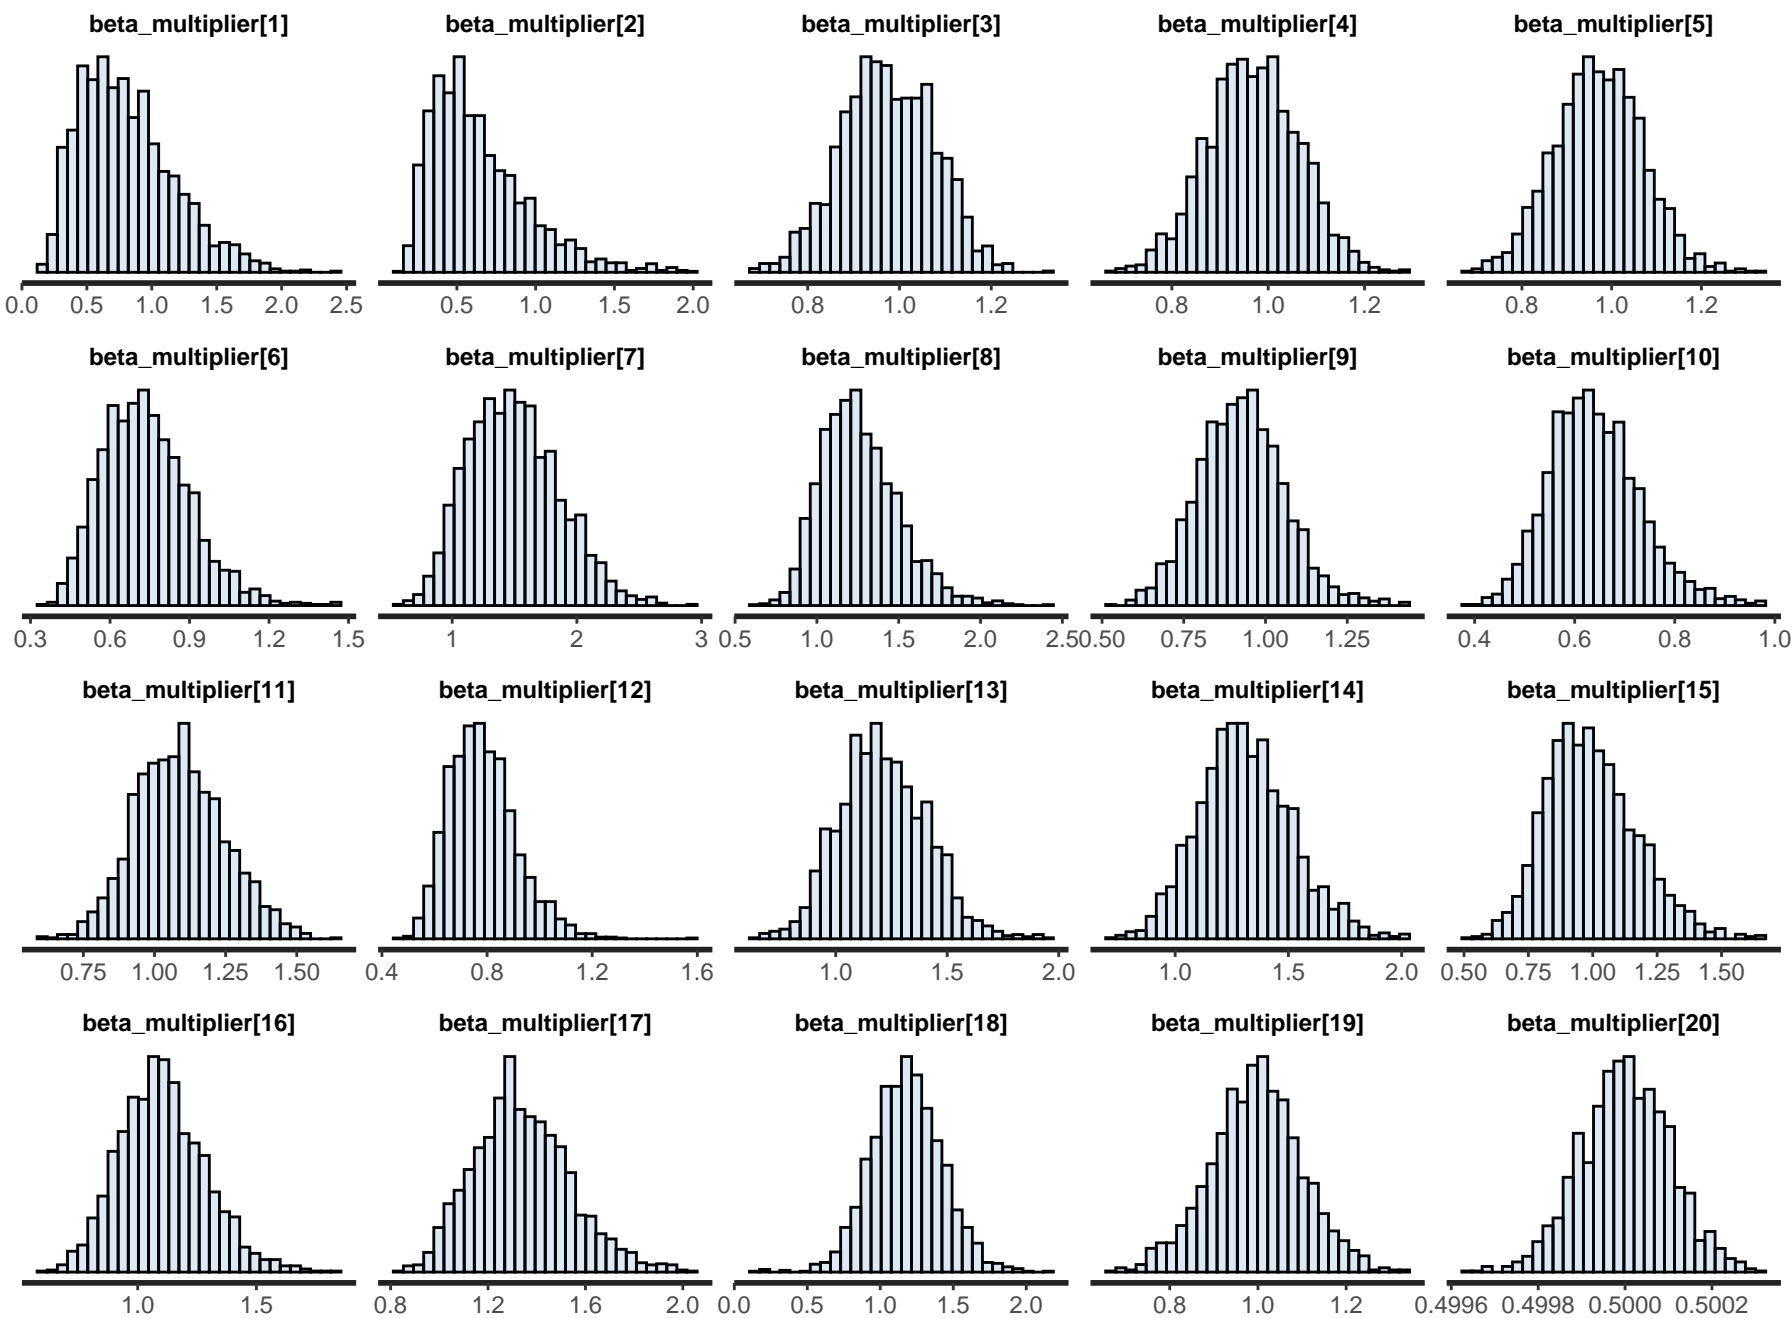 beta_multiplier[1] beta_multiplier[2] beta_multiplier[3] beta_multiplier[4] beta_multiplier[5]
0.0 0.5 1.0 1.5 2.0 2.5 0.5 1.0 1.5 2.0 0.8 1.0 1.2 0.8 1.0 1.2 0.8 1.0 1.2
beta_multiplier[6] beta_multiplier[7] beta_multiplier[8] beta_multiplier[9] beta_multiplier[10]
0.3 0.6 0.9 1.2 1.5 1 2 3 0.5 1.0 1.5 2.0 2.5 0.50 0.75 1.00 1.25 0.4 0.6 0.8 1.0
beta_multiplier[11] beta_multiplier[12] beta_multiplier[13] beta_multiplier[14] beta_multiplier[15]
0.75 1.00 1.25 1.50 0.4 0.8 1.2 1.6 1.0 1.5 2.0 1.0 1.5 2.0 0.50 0.75 1.00 1.25 1.50
beta_multiplier[16] beta_multiplier[17] beta_multiplier[18] beta_multiplier[19] beta_multiplier[20]
1.0 1.5 0.8 1.2 1.6 2.0 0.0 0.5 1.0 1.5 2.0 0.8 1.0 1.2 0.4996 0.4998 0.5000 0.5002